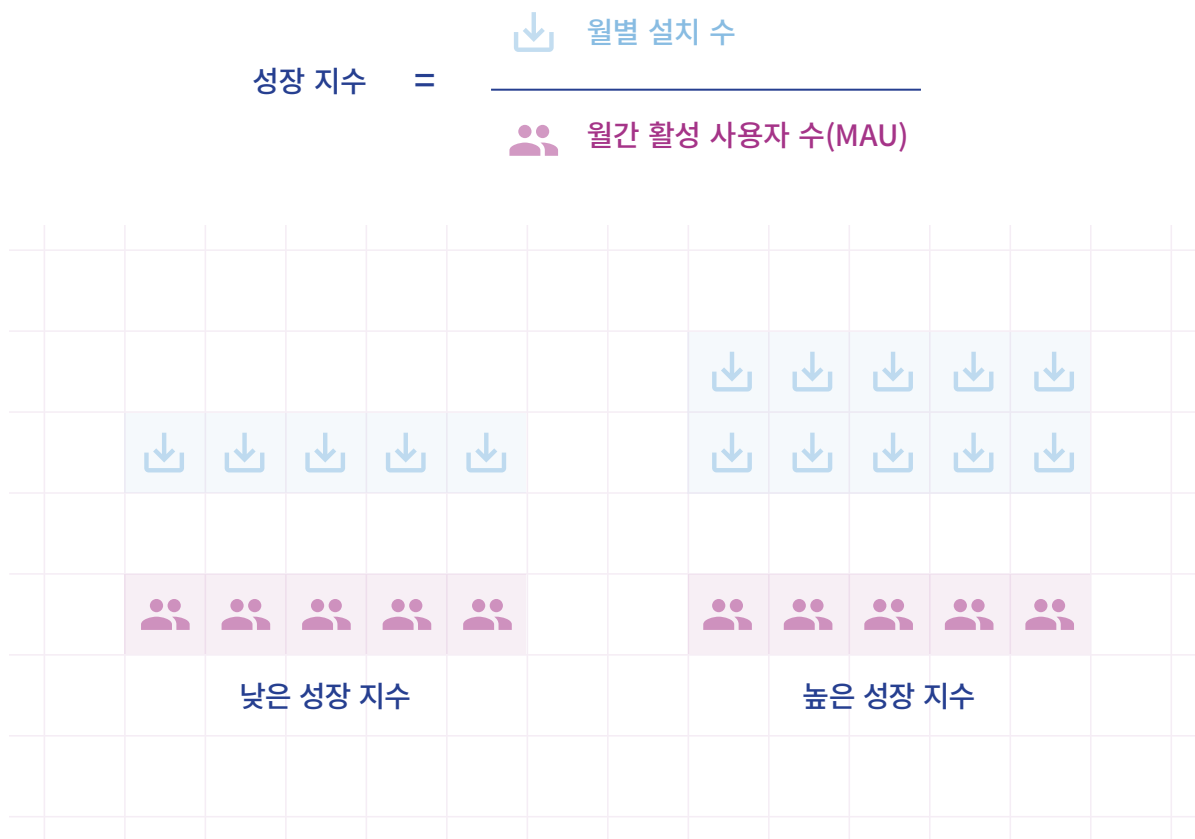 월별 설치 수
성장 지수 =
월간 활성 사용자 수(MAU)
낮은 성장 지수
높은 성장 지수